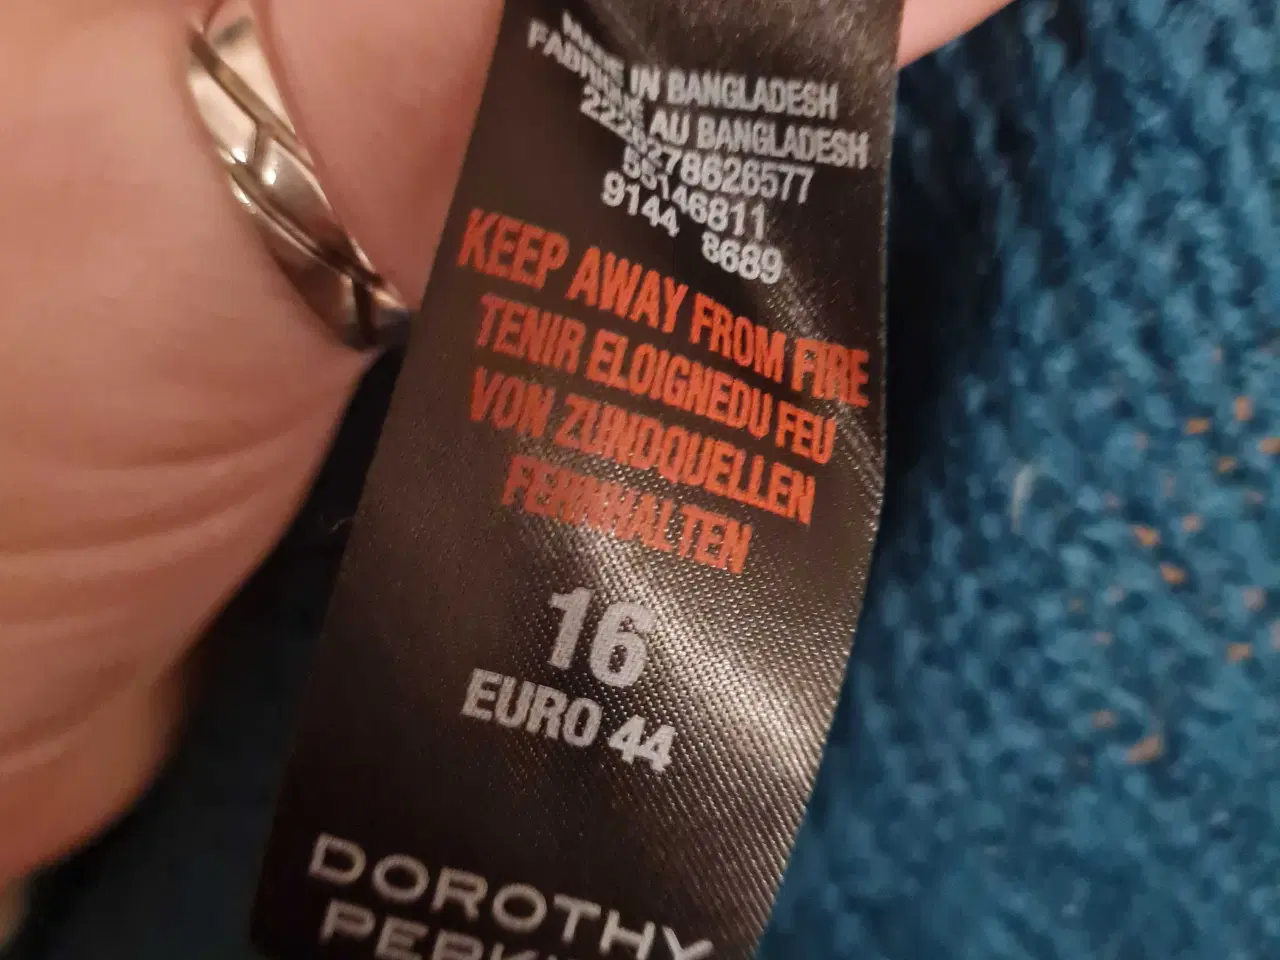 MADE IN BANGLADESH
FABRIQUE AU BANGLADESH
55146811
9144 8689
KEEP AWAY FROM FIRE
TENIR ELOIGNEDU FEU
VON ZUNDQUELLEN
FERNHALTEN
16
EURO 44
DOROTHY